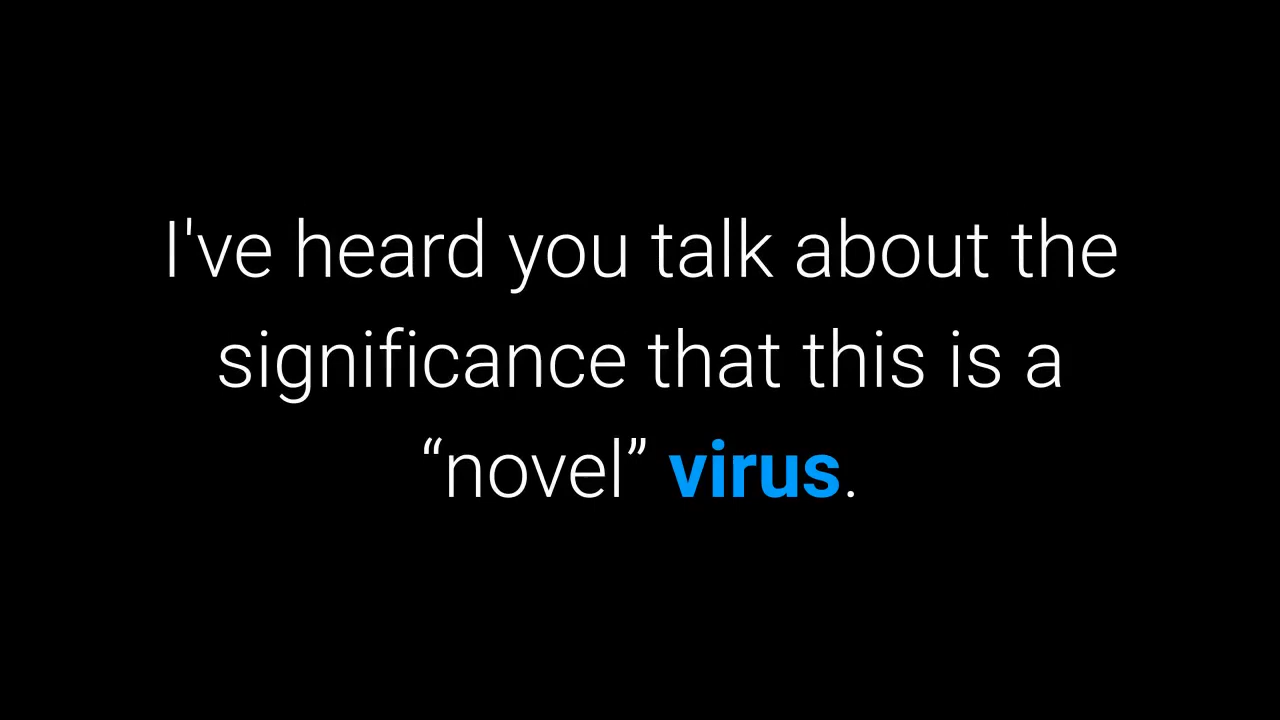 I've heard you talk about the
significance that this is a
“novel” virus.